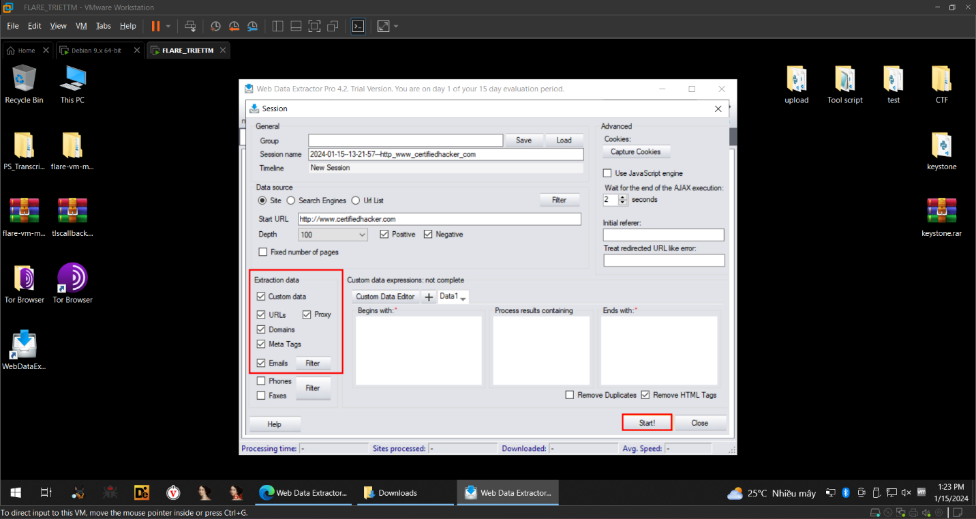 FLARE_TRIETTM - VMware Workstation
File Edit View VM Tabs Help
Home Debian 9.x 64-bit FLARE_TRIETTM
Recycle Bin This PC
PS_Transcri... flare-vm-m...
flare-vm-m... tlscallback...
Tor Browser Tor Browser
WebDataEx...
upload Tool script test CTF
keystone
keystone.rar
Web Data Extractor Pro 4.2. Trial Version. You are on day 1 of your 15 day evaluation period.
Session
General
Group Save Load
Session name 2024-01-15--13-21-57--http_www_certifiedhacker_com
Timeline New Session
Data source
Site Search Engines Url List Filter
Start URL http://www.certifiedhacker.com
Depth 100 Positive Negative
Fixed number of pages
Advanced
Cookies:
Capture Cookies
Use JavaScript engine
Wait for the end of the AJAX execution:
2 seconds
Initial referer:
Treat redirected URL like error:
Extraction data
Custom data
URLs Proxy
Domains
Meta Tags
Emails Filter
Phones
Faxes
Filter
Custom data expressions: not complete
Custom Data Editor + Data1
Begins with:* Process results containing Ends with:*
Remove Duplicates Remove HTML Tags
Help Start! Close
Processing time: - Sites processed: - Downloaded: - Avg. Speed: -
Web Data Extractor... Downloads Web Data Extractor...
25°C Nhiều mây
1:23 PM
1/15/2024
To direct input to this VM, move the mouse pointer inside or press Ctrl+G.